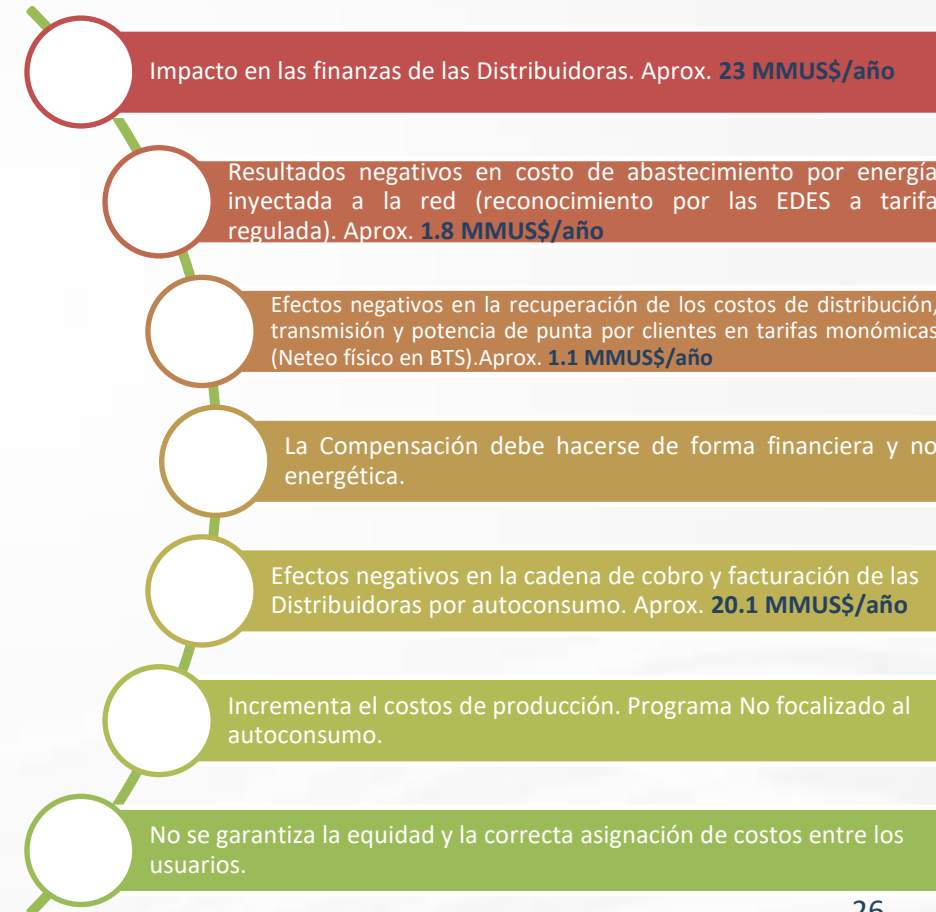 Impacto en las finanzas de las Distribuidoras. Aprox. 23 MMUS$/año
Resultados negativos en costo de abastecimiento por energía
inyectada a la red (reconocimiento por las EDES a tarifa
regulada). Aprox. 1.8 MMUS$/año
Efectos negativos en la recuperación de los costos de distribución,
transmisión y potencia de punta por clientes en tarifas monómicas
(Neteo físico en BTS).Aprox. 1.1 MMUS$/año
La Compensación debe hacerse de forma financiera y no
energética.
Efectos negativos en la cadena de cobro y facturación de las
Distribuidoras por autoconsumo. Aprox. 20.1 MMUS$/año
Incrementa el costos de producción. Programa No focalizado al
autoconsumo.
No se garantiza la equidad y la correcta asignación de costos entre los
usuarios.
26